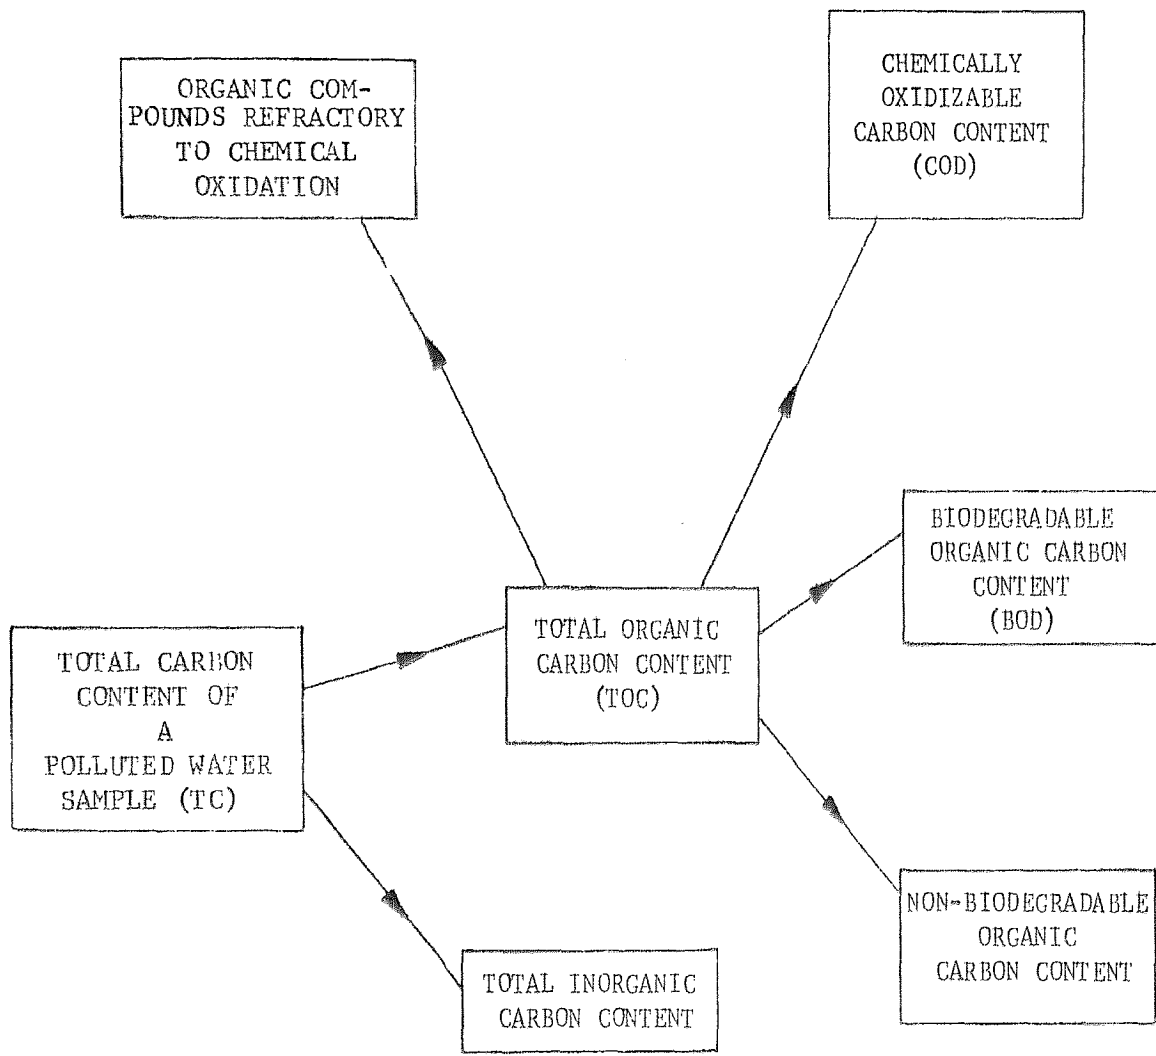 ORGANIC COM-
POUNDS REFRACTORY
TO CHEMICAL
OXIDATION
CHEMICALLY
OXIDIZABLE
CARBON CONTENT
(COD)
BIODEGRADABLE
ORGANIC CARBON
CONTENT
(BOD)
TOTAL ORGANIC
CARBON CONTENT
(TOC)
TOTAL CARBON
CONTENT OF
A
POLLUTED WATER
SAMPLE (TC)
NON-BIODEGRADABLE
ORGANIC
CARBON CONTENT
TOTAL INORGANIC
CARBON CONTENT